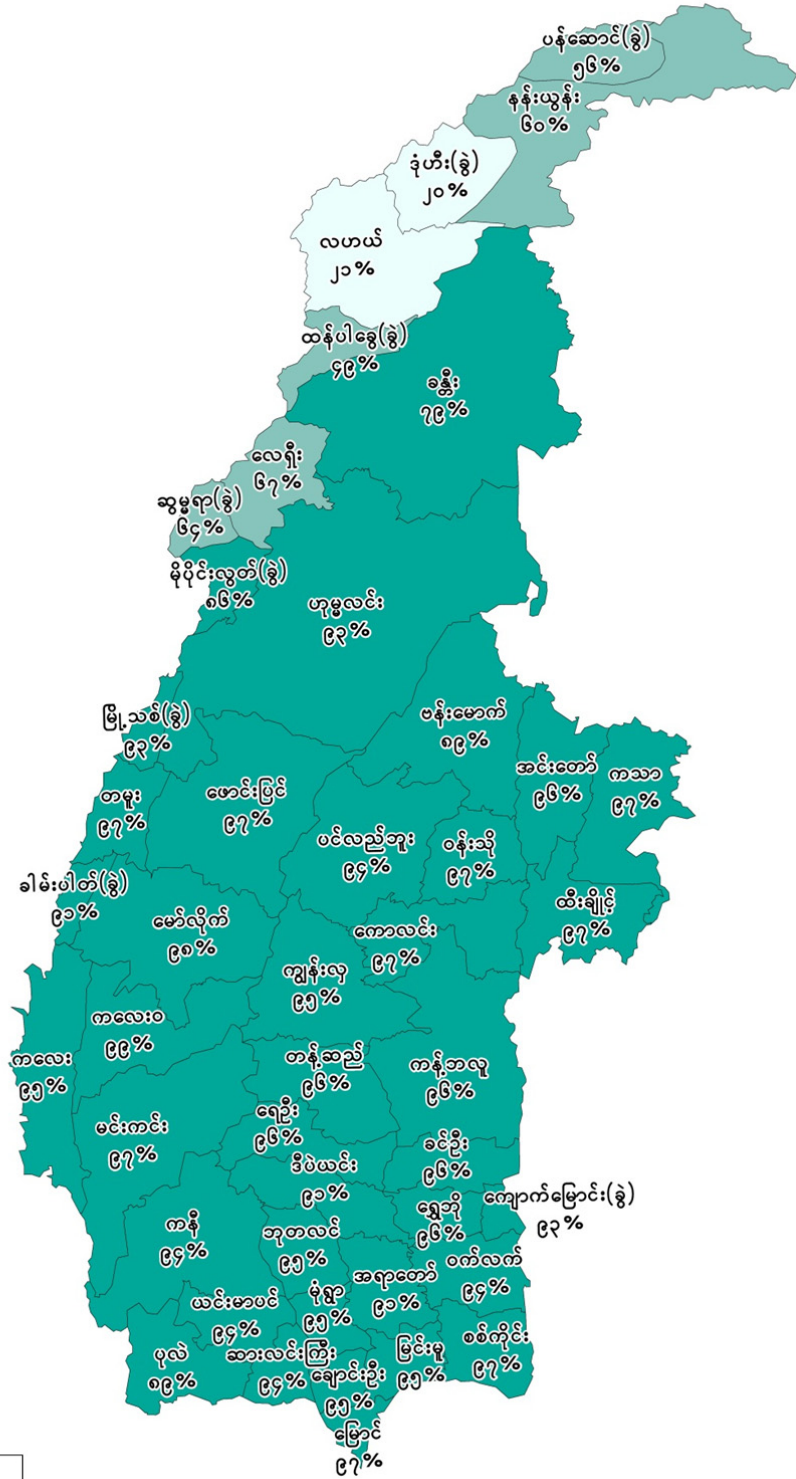 ပန်ဆောင်(ခွဲ)
၅၆%
နန်းယွန်း
၆၀%
ဒုံဟီး(ခွဲ)
၂၀%
လဟယ်
၂၁%
ထန်ပါခွေ(ခွဲ)
၄၉%
ခန္တီး
၇၉%
လေရှီး
၆၇%
ဆွမ္မရာ(ခွဲ)
၆၄%
မိုပိုင်းလွတ်(ခွဲ)
၈၆%
ဟုမ္မလင်း
၉၃%
မြို့သစ်(ခွဲ)
၉၃%
ဗန်းမောက်
၈၉%
အင်းတော်
၉၆%
ကသာ
၉၇%
တမူး
၉၇%
ဖောင်းပြင်
၉၇%
ပင်လည်ဘူး
၉၄%
ဝန်းသို
၉၇%
ခါမ်းပါတ်(ခွဲ)
၉၁%
မော်လိုက်
၉၈%
ကောလင်း
၉၇%
ထီးချိုင့်
၉၇%
ကျွန်းလှ
၉၅%
ကလေးဝ
၉၉%
ကလေး
၉၅%
တန့်ဆည်
၉၆%
ကန့်ဘလူ
၉၆%
မင်းကင်း
၉၇%
ရေဦး
၉၆%
ခင်ဦး
၉၆%
ဒီပဲယင်း
၉၁%
ကျောက်မြောင်း(ခွဲ)
၉၃%
ရွှေဘို
၉၆%
ကနီ
၉၄%
ဘုတလင်
၉၅%
ဝက်လက်
၉၄%
အရာတော်
၉၁%
မုံရွာ
၉၅%
ယင်းမာပင်
၉၄%
စစ်ကိုင်း
၉၇%
မြင်းမူ
၉၅%
ပုလဲ
၈၉%
ဆားလင်းကြီး
၉၄%
ချောင်းဦး
၉၅%
မြောင်
၉၇%